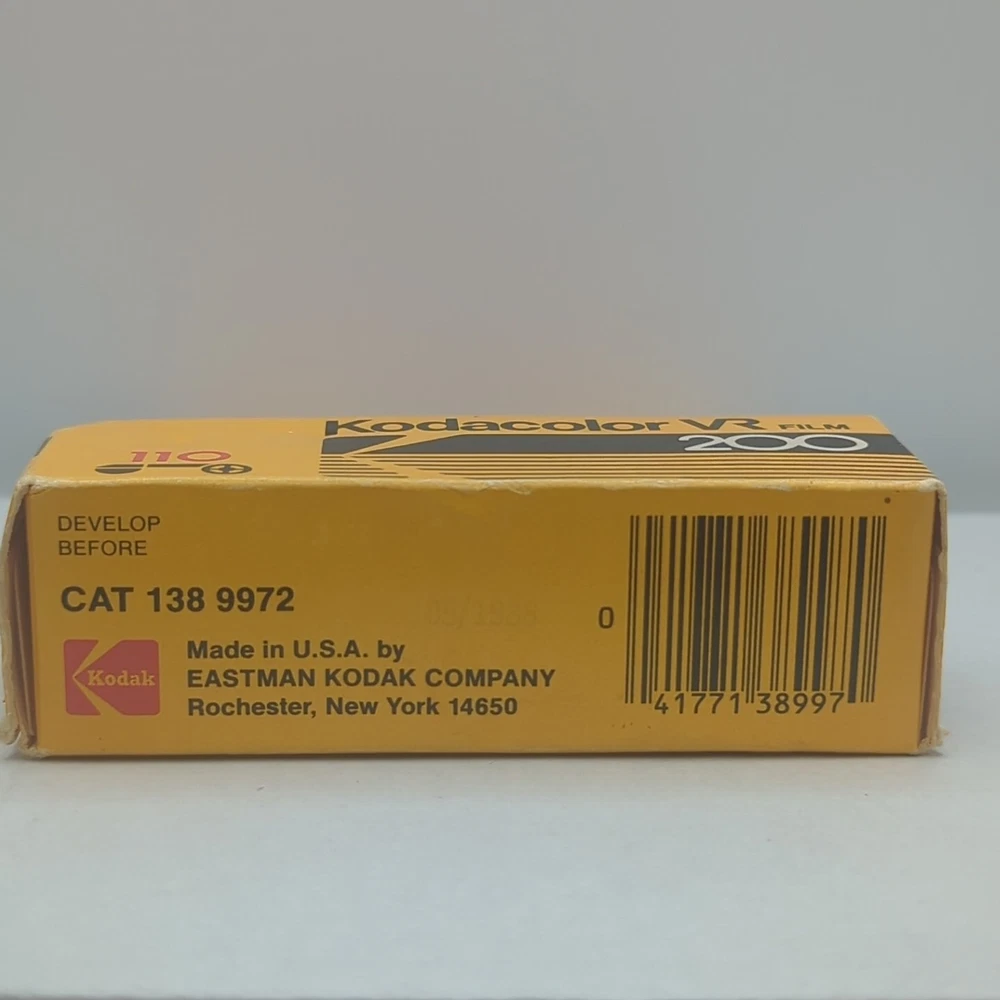 Kodacolor VR FILM
200
110
DEVELOP
BEFORE
CAT 138 9972
Kodak
Made in U.S.A. by
EASTMAN KODAK COMPANY
Rochester, New York 14650
0 41771 38997